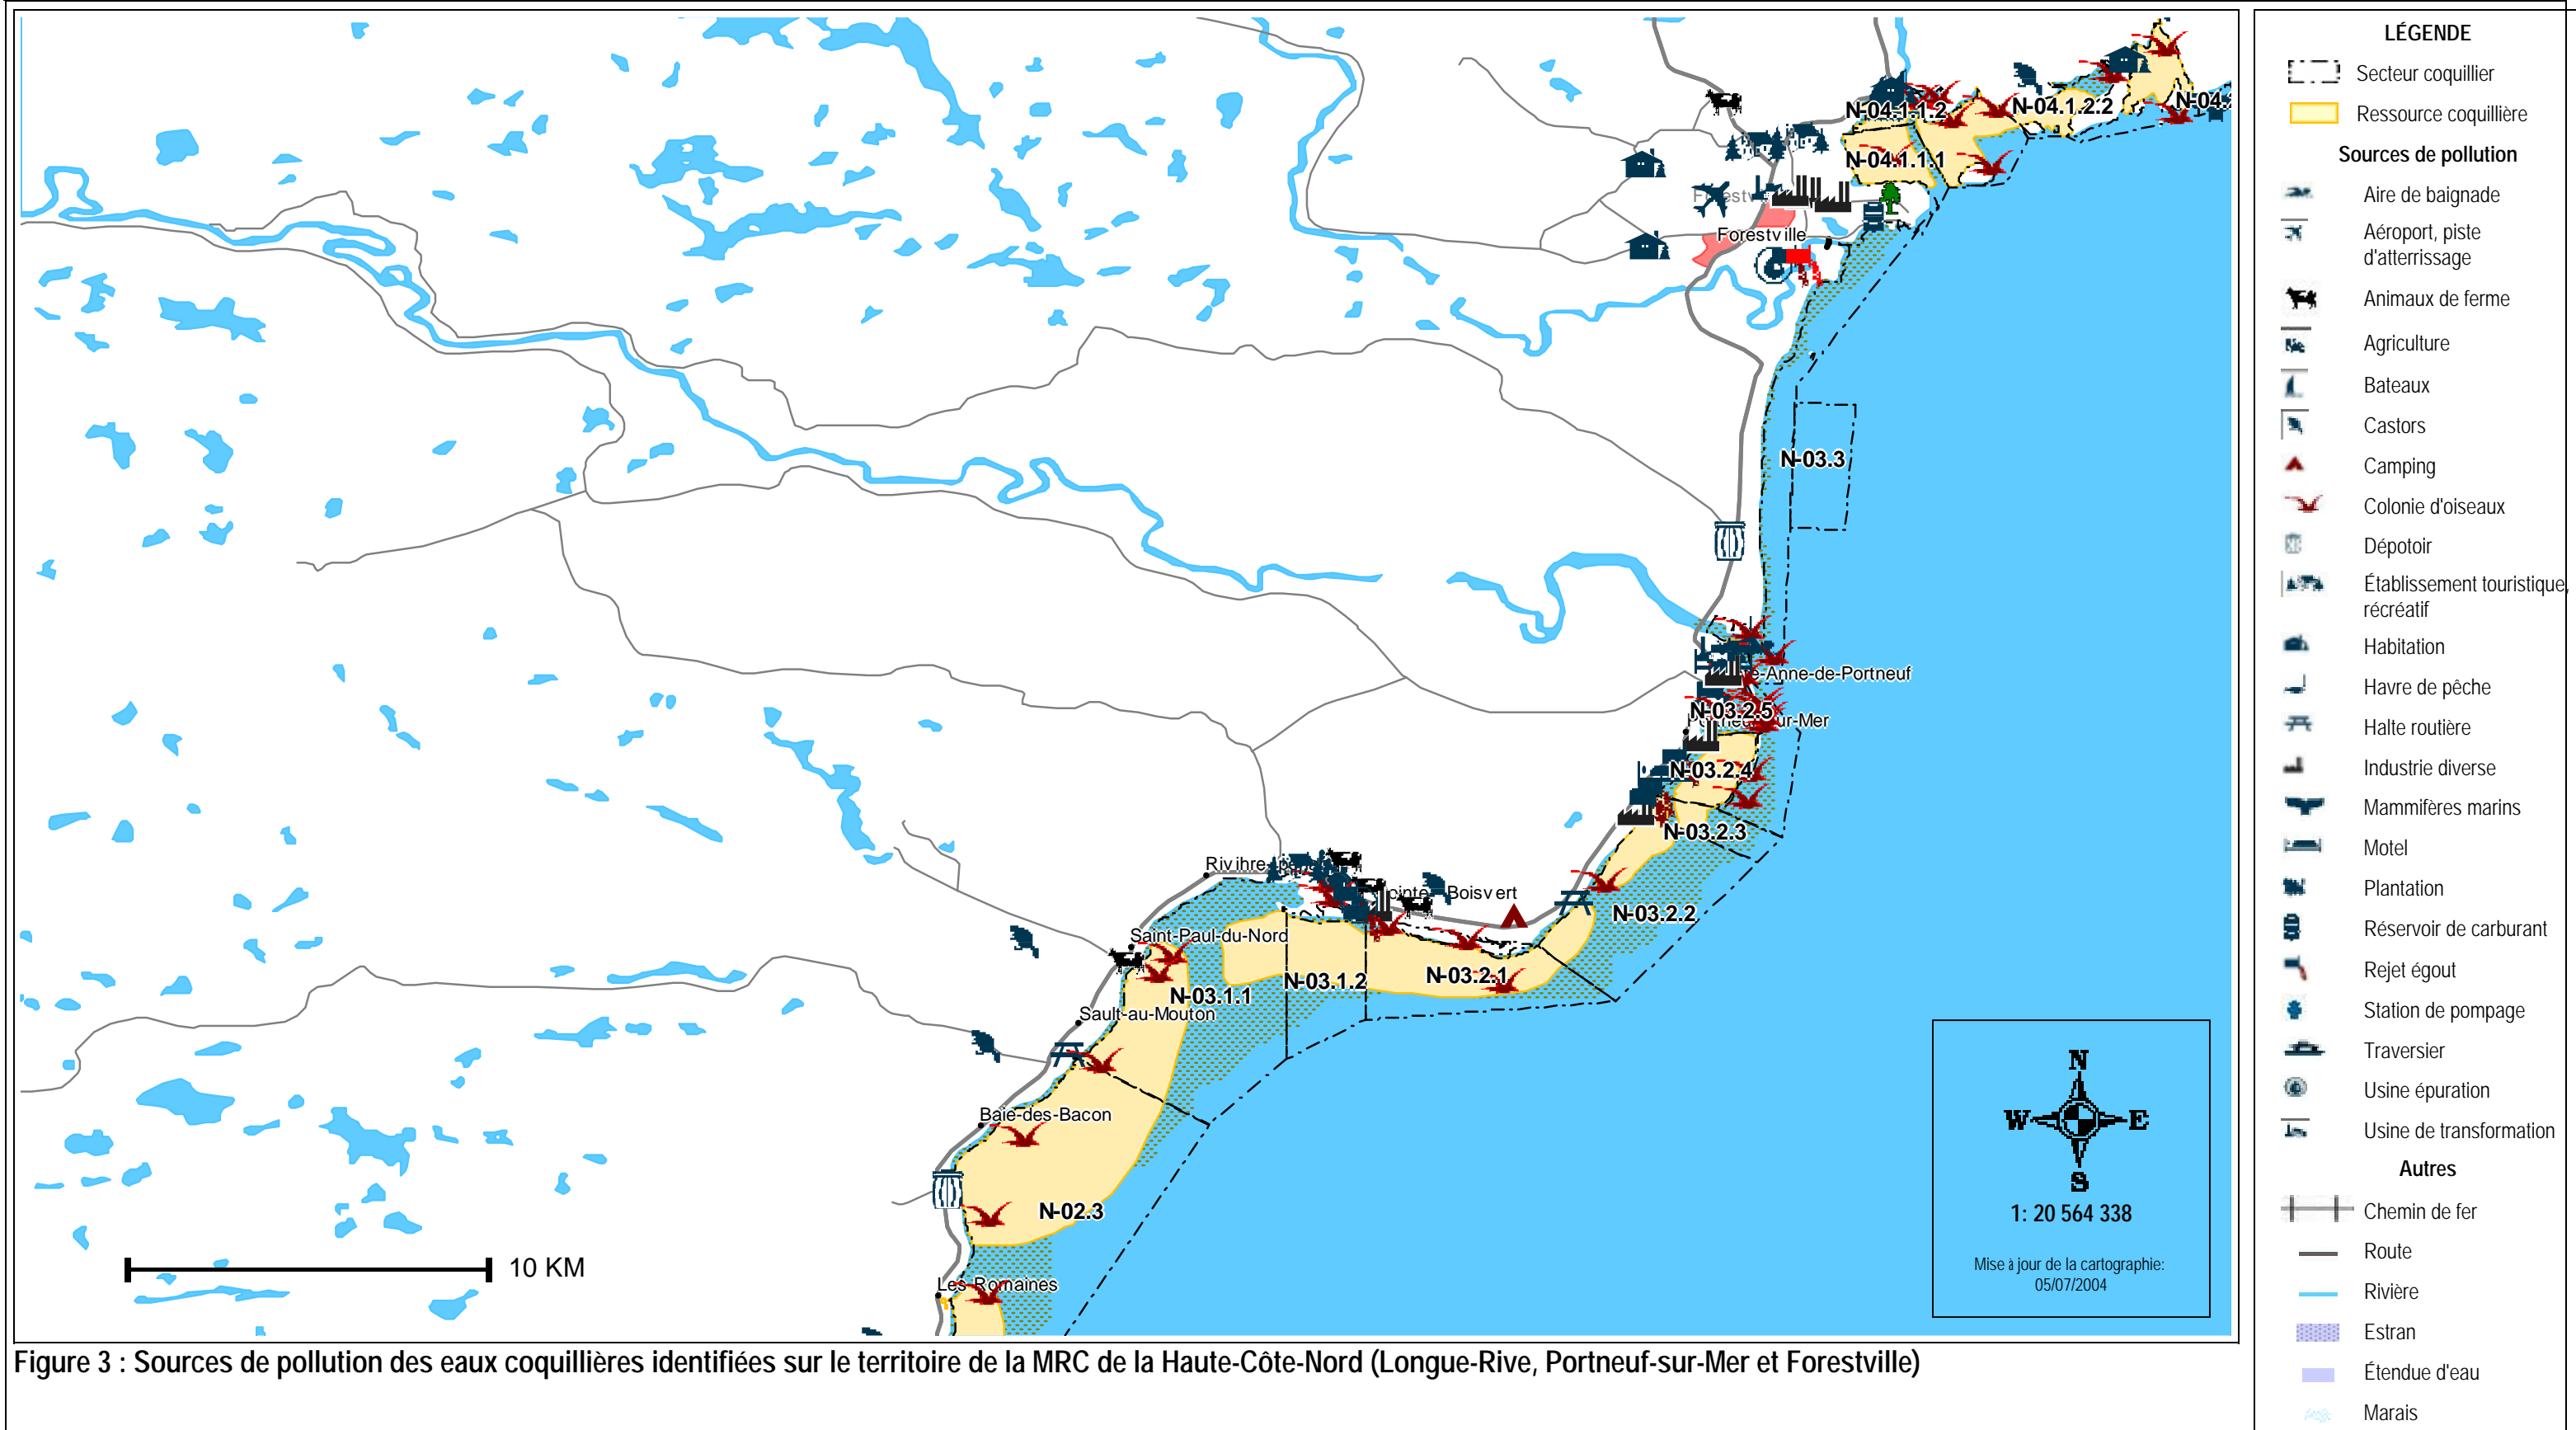 N-04.1.1.2
N-04.1.2.2
N-04.1.1.1
Forestville
N-03.3
e-Anne-de-Portneuf
N-03.2.5
ur-Mer
N-03.2.4
N-03.2.3
Rivihre-
Pointe-Boisvert
N-03.2.2
Saint-Paul-du-Nord
N-03.1.2
N-03.2.1
N-03.1.1
Sault-au-Mouton
Baie-des-Bacon
N-02.3
Les Romaines
10 KM
N
W E
S
1: 20 564 338
Mise à jour de la cartographie:
05/07/2004
Figure 3 : Sources de pollution des eaux coquillières identifiées sur le territoire de la MRC de la Haute-Côte-Nord (Longue-Rive, Portneuf-sur-Mer et Forestville)
LÉGENDE
Secteur coquillier
Ressource coquillière
Sources de pollution
Aire de baignade
Aéroport, piste
d'atterrissage
Animaux de ferme
Agriculture
Bateaux
Castors
Camping
Colonie d'oiseaux
Dépotoir
Établissement touristique,
récréatif
Habitation
Havre de pêche
Halte routière
Industrie diverse
Mammifères marins
Motel
Plantation
Réservoir de carburant
Rejet égout
Station de pompage
Traversier
Usine épuration
Usine de transformation
Autres
Chemin de fer
Route
Rivière
Estran
Étendue d'eau
Marais